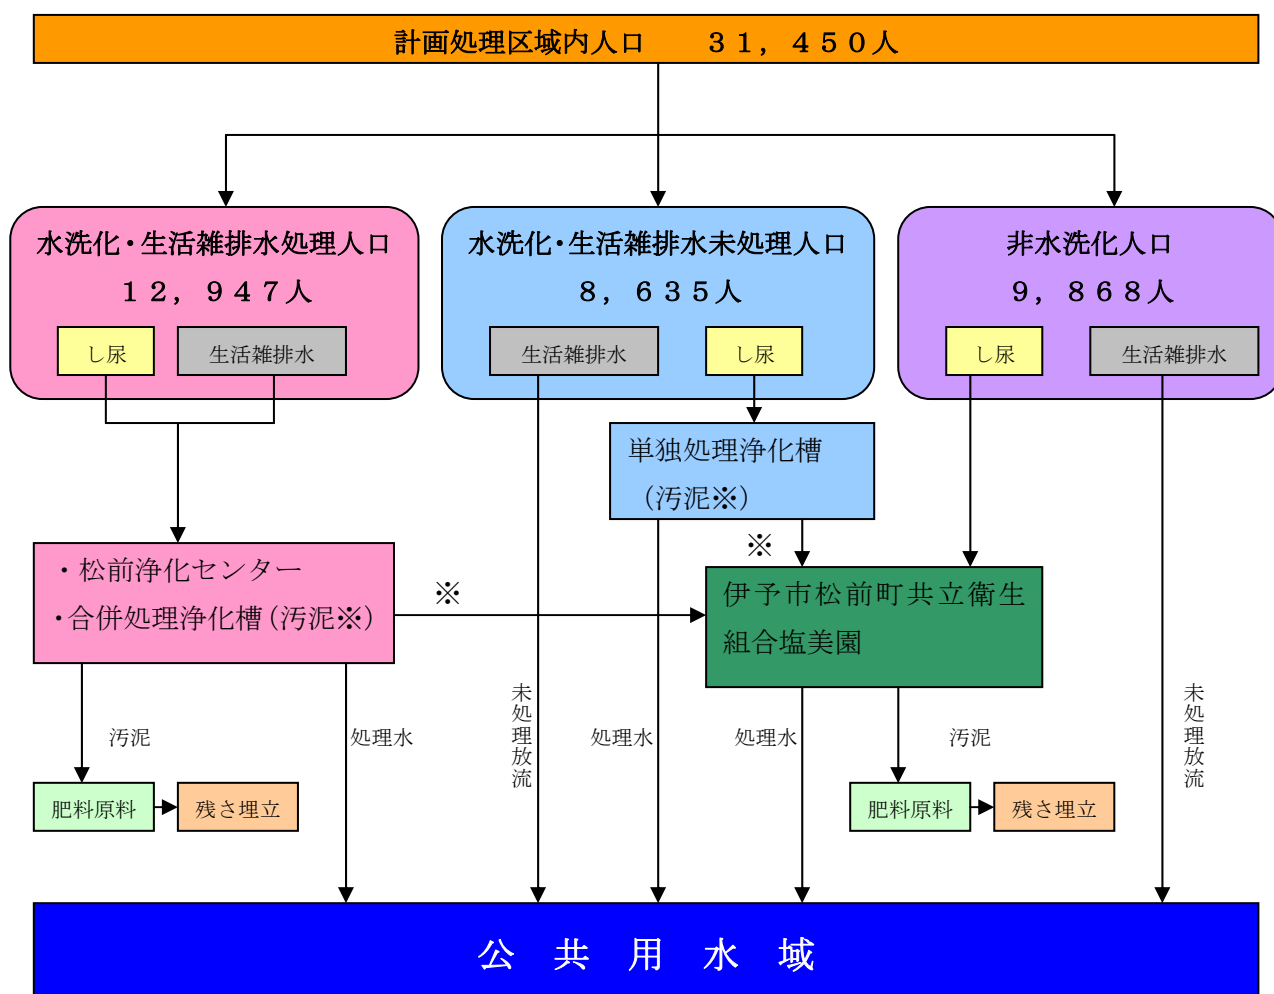 計画処理区域内人口　　３１，４５０人
水洗化・生活雑排水処理人口
１２，９４７人
し尿
生活雑排水
水洗化・生活雑排水未処理人口
８，６３５人
生活雑排水
し尿
非水洗化人口
９，８６８人
し尿
生活雑排水
単独処理浄化槽
（汚泥※）
※
・松前浄化センター
・合併処理浄化槽（汚泥※）
※
伊予市松前町共立衛生
組合塩美園
汚泥
処理水
未処理放流
処理水
処理水
汚泥
未処理放流
肥料原料
残さ埋立
肥料原料
残さ埋立
公　共　用　水　域